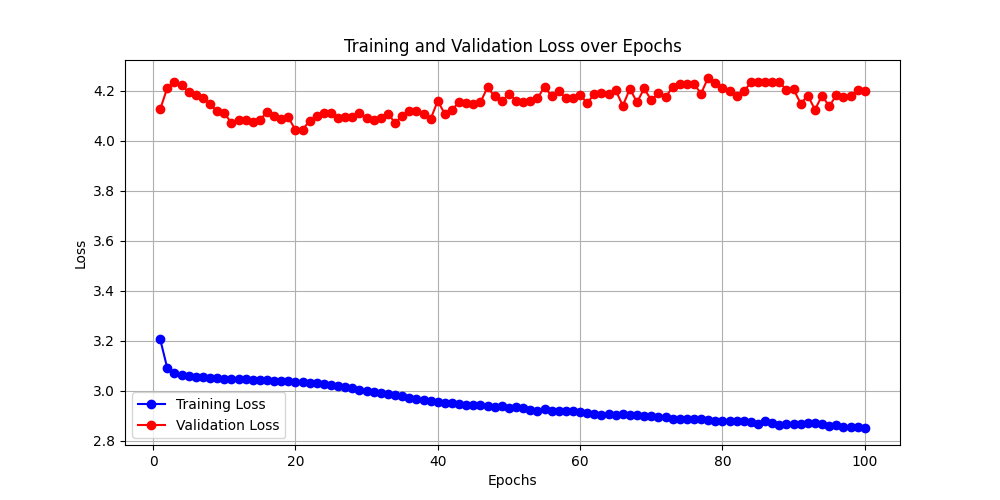 Training and Validation Loss over Epochs
Loss
4.2
4.0
3.8
3.6
3.4
3.2
3.0
2.8
Training Loss
Validation Loss
0 20 40 60 80 100
Epochs